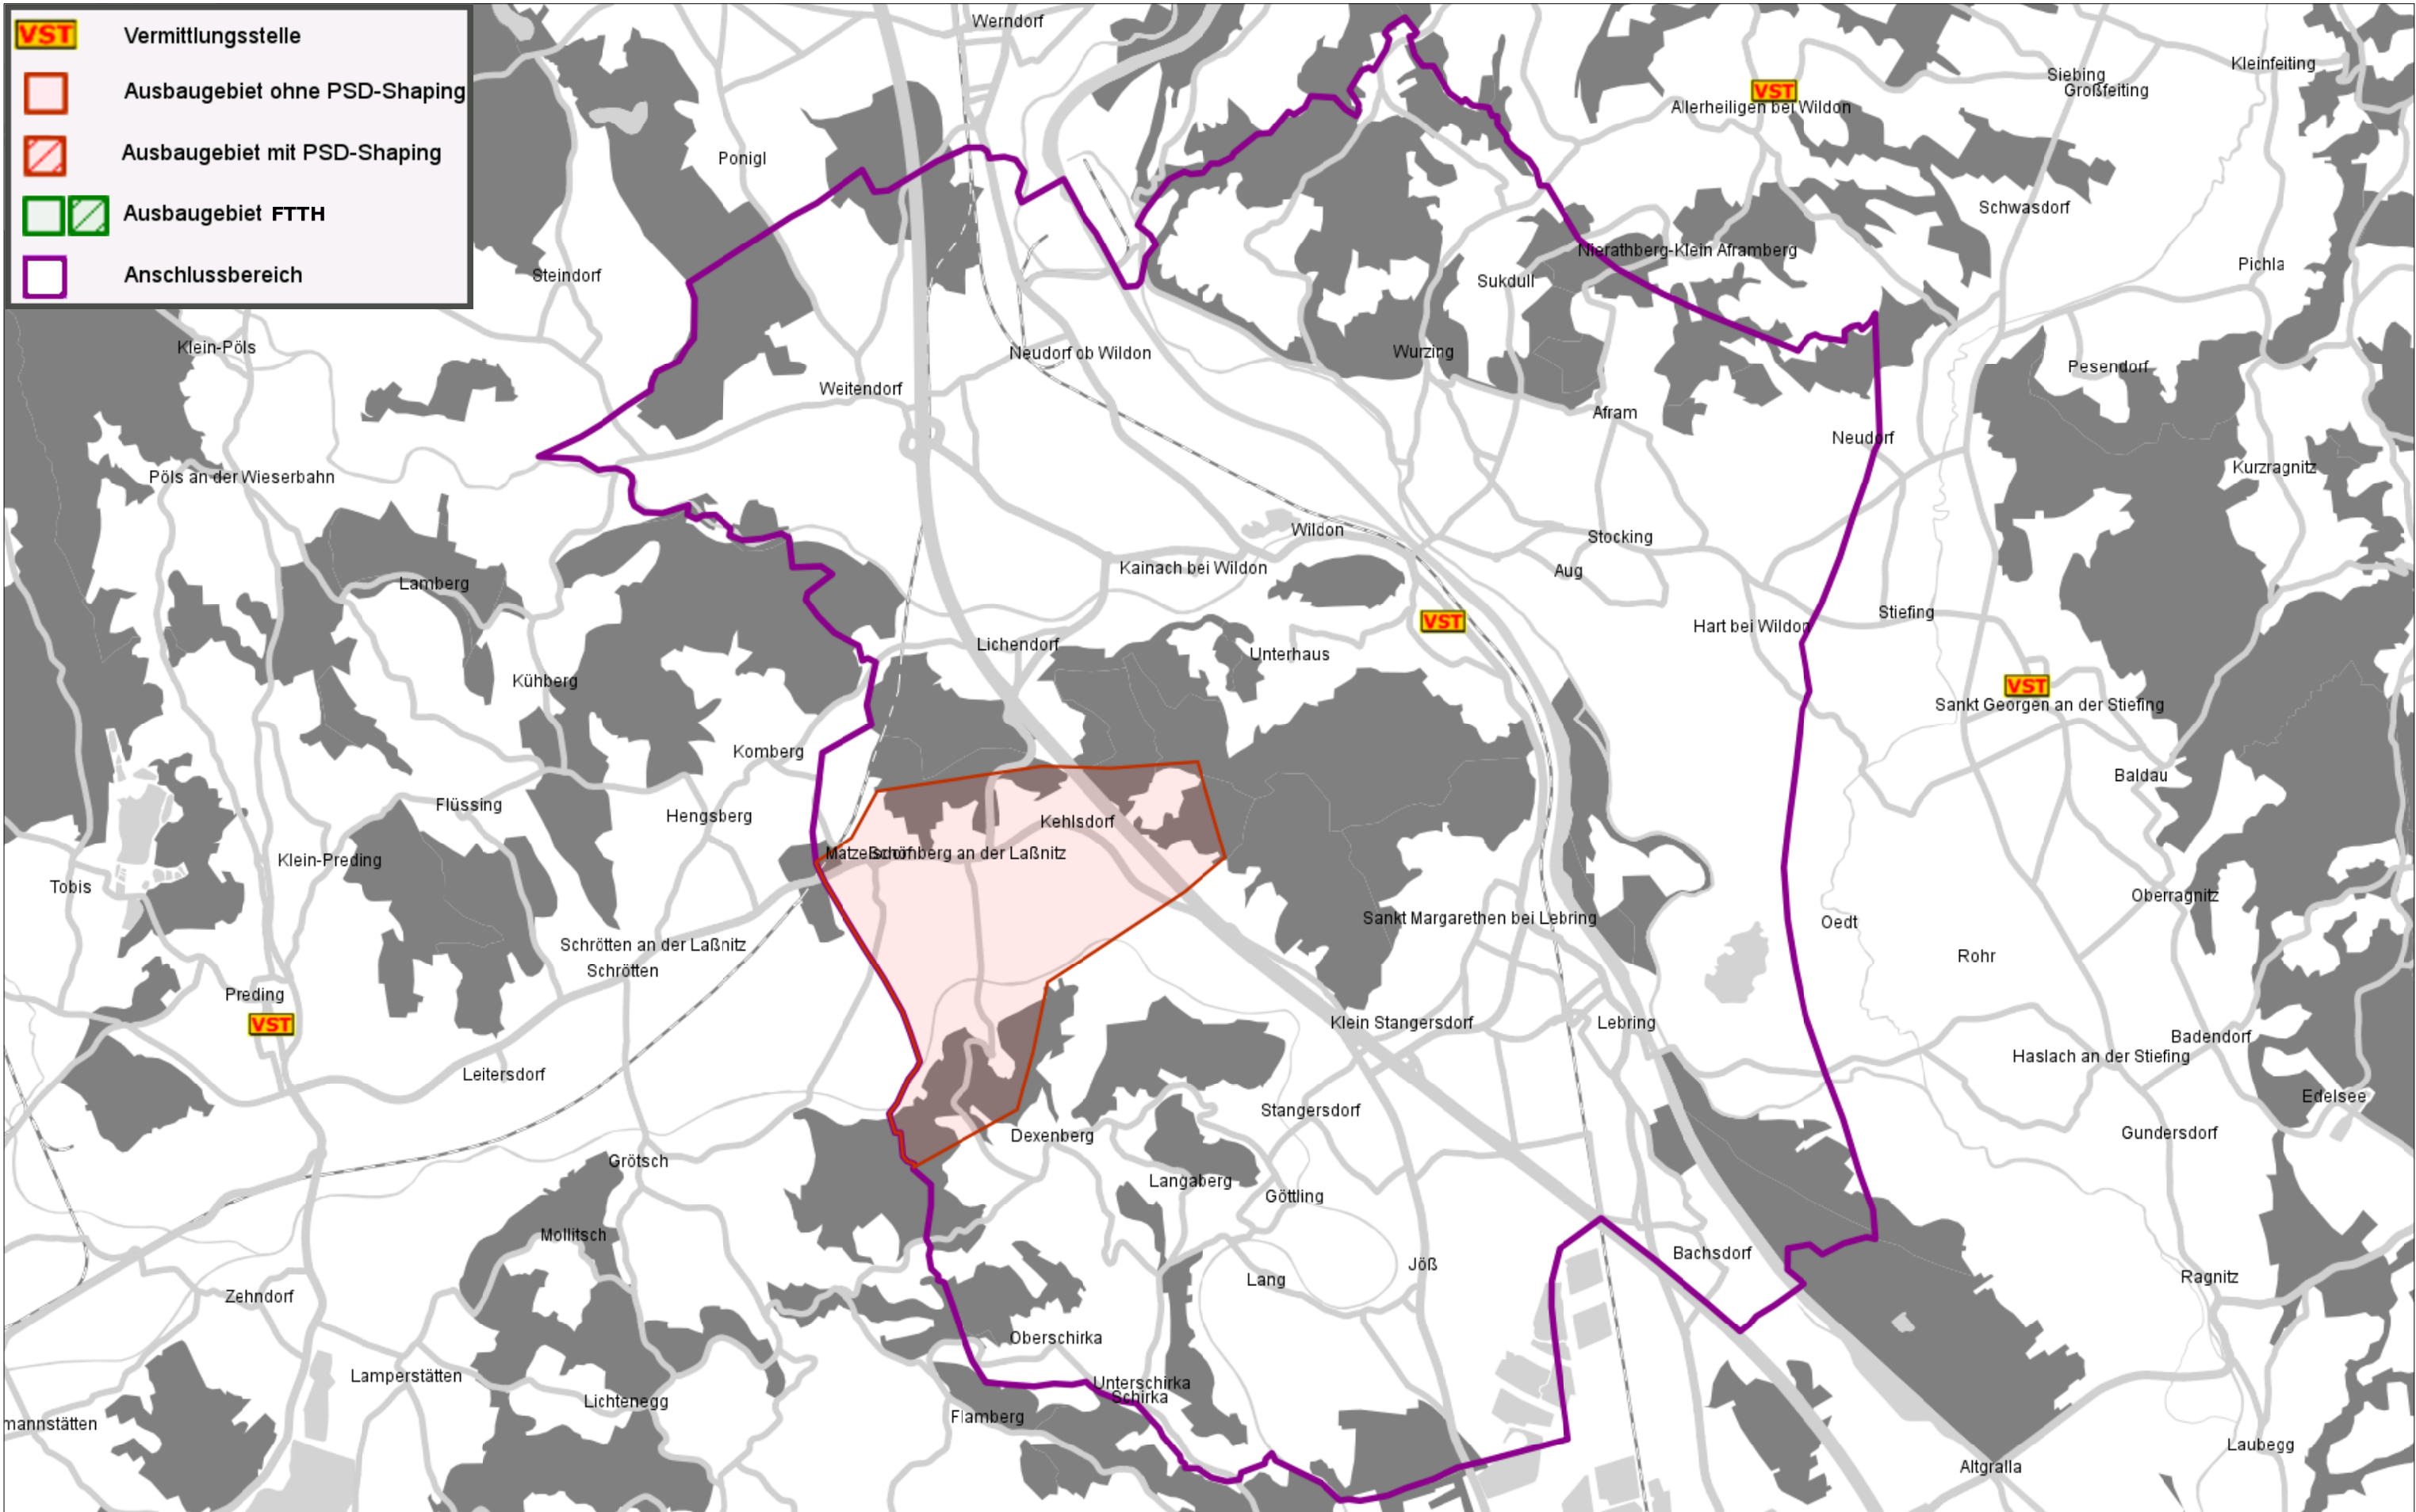 VST Vermittlungsstelle
Ausbaugebiet ohne PSD-Shaping
Ausbaugebiet mit PSD-Shaping
Ausbaugebiet FTTH
Anschlussbereich
Werndorf
Kleinfeiting
Siebing
Großfeiting
VST
Allerheiligen bei Wildon
Ponigl
Schwasdorf
Nierathberg-Klein Aframberg
Pichla
Steindorf
Sukdull
Klein-Pöls
Neudorf ob Wildon
Wurzing
Pesendorf
Weitendorf
Afram
Neudorf
Kurzragnitz
Pöls an der Wieserbahn
Wildon
Stocking
Kainach bei Wildon
Aug
Lamberg
Stiefing
VST
Hart bei Wildon
Lichendorf
Unterhaus
Kühberg
VST
Sankt Georgen an der Stiefing
Komberg
Baldau
Flüssing
Hengsberg
Kehlsdorf
Schönberg an der Laßnitz
Klein-Preding
Tobis
Oberragnitz
Sankt Margarethen bei Lebring
Oedt
Schrötten an der Laßnitz
Rohr
Schrötten
Preding
VST
Klein Stangersdorf
Lebring
Badendorf
Haslach an der Stiefing
Leitersdorf
Edelsee
Stangersdorf
Dexenberg
Gundersdorf
Grötsch
Langaberg
Göttling
Mollitsch
Bachsdorf
Jöß
Lang
Ragnitz
Zehndorf
Oberschirka
Lamperstätten
Unterschirka
Schirka
Lichtenegg
Flamberg
mannstätten
Laubegg
Altgralla